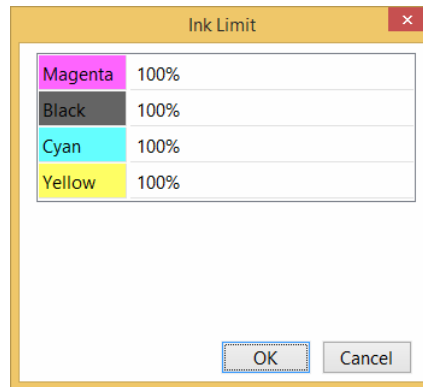 Ink Limit
Magenta 100%
Black 100%
Cyan 100%
Yellow 100%
OK Cancel